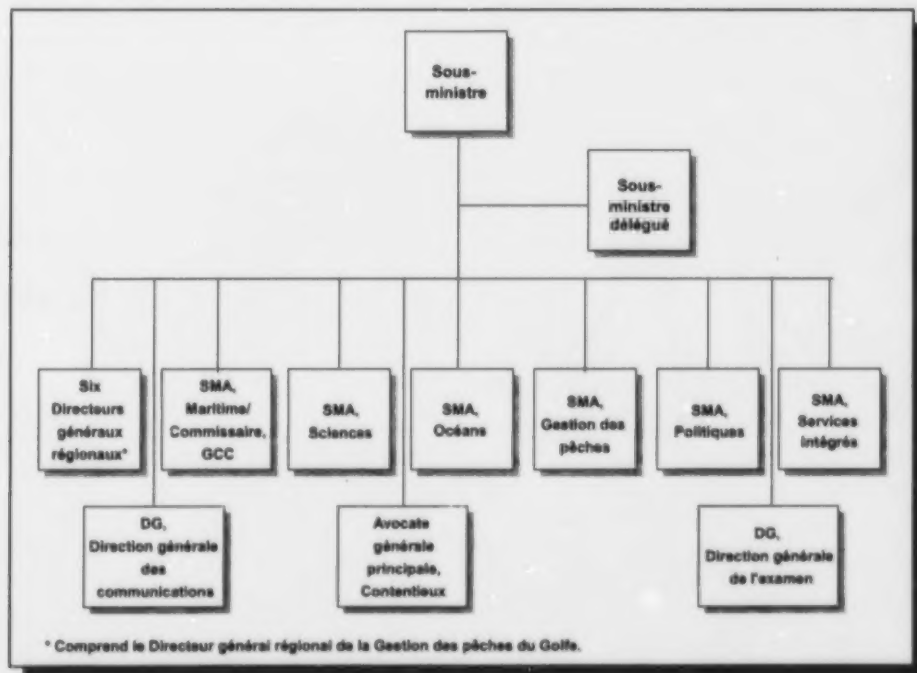 Sous-
ministre
Sous-
ministre
délégué
Six
Directeurs
généraux
régionaux*
SMA,
Maritime/
Commissaire,
GCC
SMA,
Sciences
SMA,
Océans
SMA,
Gestion des
pêches
SMA,
Politiques
SMA,
Services
intégrés
DG,
Direction générale
des
communications
Avocate
générale
principale,
Contentieux
DG,
Direction générale
de l'examen
* Comprend le Directeur général régional de la Gestion des pêches du Golfe.